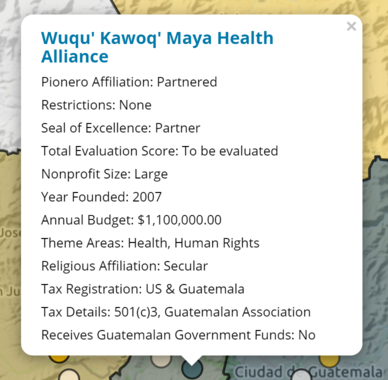 Wuqu' Kawoq' Maya Health
Alliance
×
Pionero Affiliation: Partnered
Restrictions: None
Seal of Excellence: Partner
Total Evaluation Score: To be evaluated
Nonprofit Size: Large
Year Founded: 2007
Annual Budget: $1,100,000.00
Theme Areas: Health, Human Rights
Religious Affiliation: Secular
Tax Registration: US & Guatemala
Tax Details: 501(c)3, Guatemalan Association
Receives Guatemalan Government Funds: No
Ciudad de Guatemala